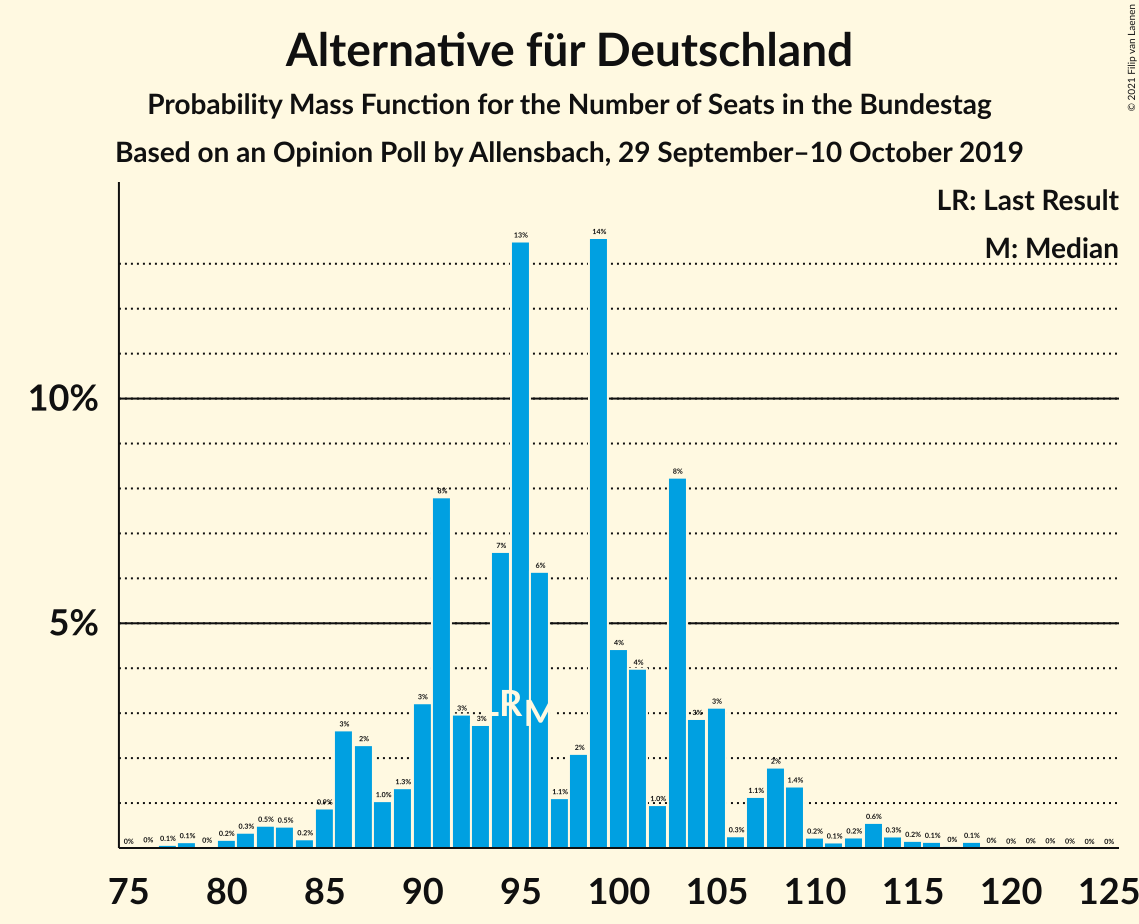 © 2021 Filip van Laenen
Alternative für Deutschland
Probability Mass Function for the Number of Seats in the Bundestag
Based on an Opinion Poll by Allensbach, 29 September–10 October 2019
LR: Last Result
M: Median
10%
5%
0% 0% 0.1% 0.1% 0% 0.2% 0.3% 0.5% 0.5% 0.2% 0.9% 3% 2% 1.0% 1.3% 3% 8% 3% 3% 7% 13% 6% 1.1% 2% 14% 4% 4% 1.0% 8% 3% 3% 0.3% 1.1% 2% 1.4% 0.2% 0.1% 0.2% 0.6% 0.3% 0.2% 0.1% 0% 0.1% 0% 0% 0% 0% 0% 0% 0%
LR M
75 80 85 90 95 100 105 110 115 120 125